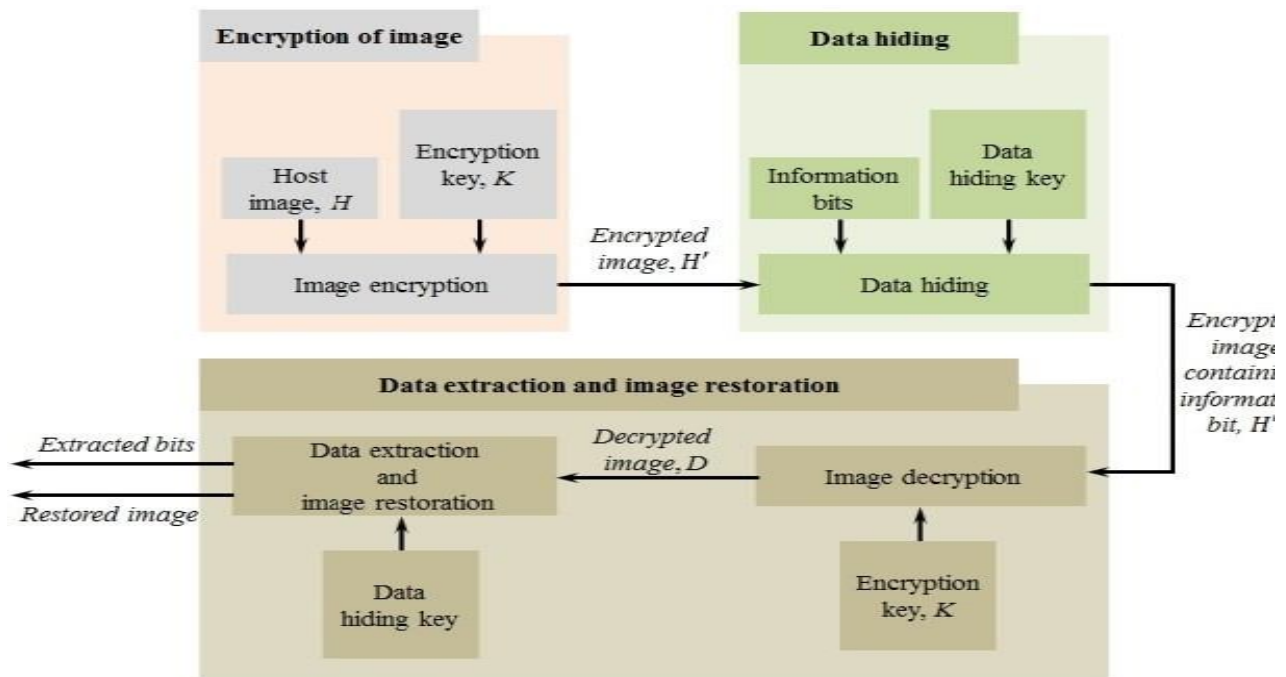 Encryption of image
Host
image, H
Encryption
key, K
Image encryption
Encrypted
image, H'
Data hiding
Information
bits
Data
hiding key
Data hiding
image
bit, H'
Data extraction and image restoration
Image decryption
Encryption
key, K
Decrypted
image, D
Data extraction
and
image restoration
Data
hiding key
Extracted bits
Restored image